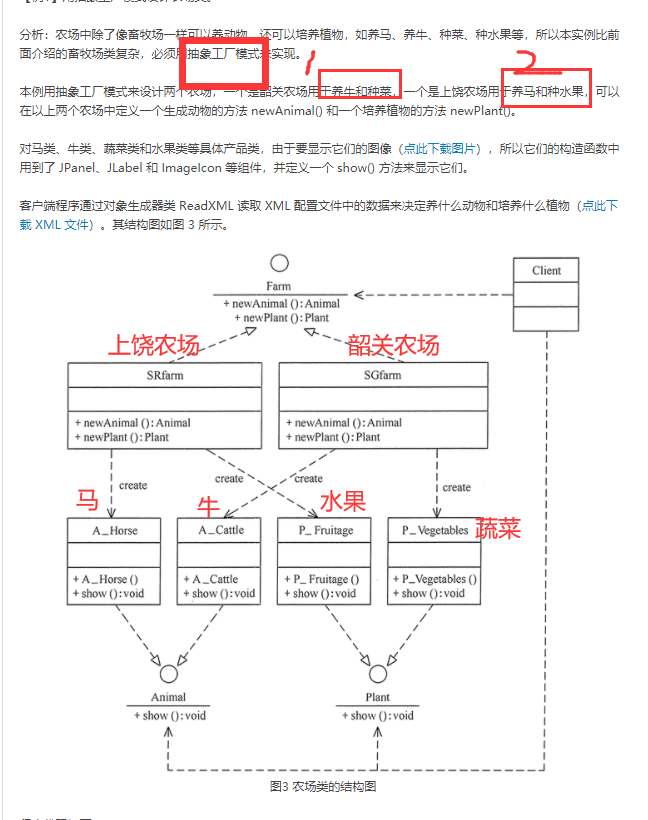 分析：农场中除了像畜牧场一样可以养动物，还可以培养植物，如养马、养牛、种菜、种水果等，所以本实例比前
面介绍的畜牧场类复杂，必须用抽象工厂模式来实现。
1
2
本例用抽象工厂模式来设计两个农场，一个是韶关农场用于养牛和种菜，一个是上饶农场用于养马和种水果，可以
在以上两个农场中定义一个生成动物的方法 newAnimal() 和一个培养植物的方法 newPlant()。
对马类、牛类、蔬菜类和水果类等具体产品类，由于要显示它们的图像（点此下载图片），所以它们的构造函数中
用到了 JPanel、JLabel 和 ImageIcon 等组件，并定义一个 show() 方法来显示它们。
客户端程序通过对象生成器类 ReadXML 读取 XML 配置文件中的数据来决定养什么动物和培养什么植物（点此下
载 XML 文件）。其结构图如图 3 所示。
Farm
+ newAnimal ():Animal
+ newPlant ():Plant
Client
上饶农场
韶关农场
SRfarm
+ newAnimal ():Animal
+ newPlant ():Plant
SGfarm
+ newAnimal ():Animal
+ newPlant ():Plant
create
create
create
create
马
牛
水果
蔬菜
A_Horse
+ A_Horse ()
+ show ():void
A_Cattle
+ A_Cattle
+ show ():void
P_Fruitage
+ P_Fruitage ()
+ show ():void
P_Vegetables
+ P_Vegetables ()
+ show ():void
Animal
+ show ():void
Plant
+ show ():void
图3 农场类的结构图